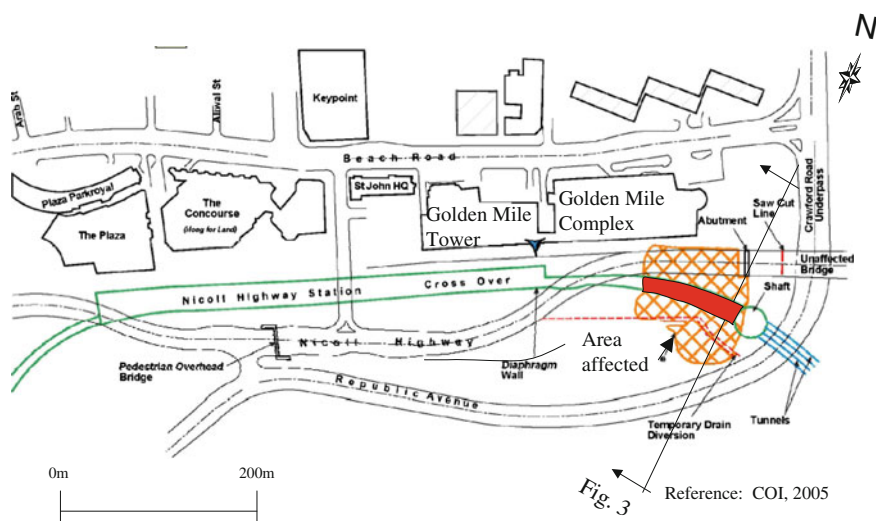 N
Arab St
Aliwal St
Keypoint
Beach Road
Plaza Parkroyal
The Plaza
The
Concourse
(Hong for Land)
St John HQ
Golden Mile
Tower
Golden Mile
Complex
Abutment
Saw Cut
Line
Crawford Road
Underpass
Unaffected
Bridge
Shaft
Nicoll Highway Station Cross Over
Nicoll Highway
Pedestrian Overhead
Bridge
Republic Avenue
Diaphragm
Wall
Area
affected
Temporary Drain
Diversion
Tunnels
0m
200m
Fig. 3
Reference: COI, 2005